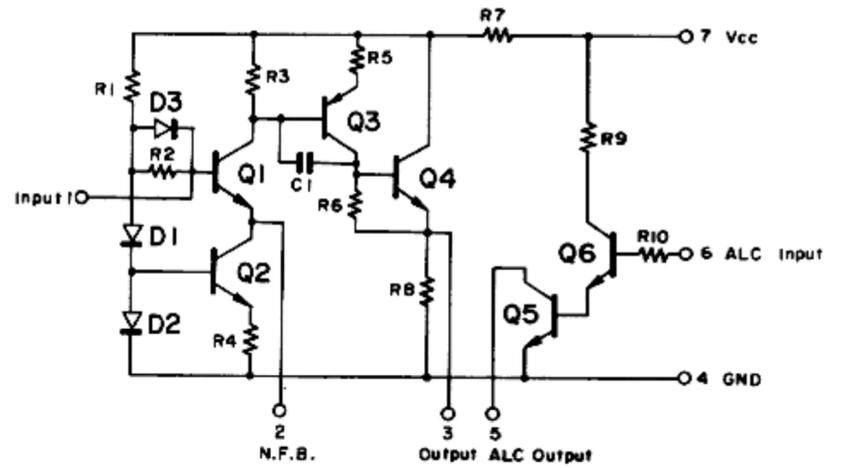 R7
7 Vcc
R1
R3
R5
D3
Q3
R9
R2
Q1
C1
Q4
Input 1
R6
D1
Q6
R10
6 ALC Input
Q2
R8
Q5
D2
R4
4 GND
2
3
5
N.F.B.
Output
ALC Output